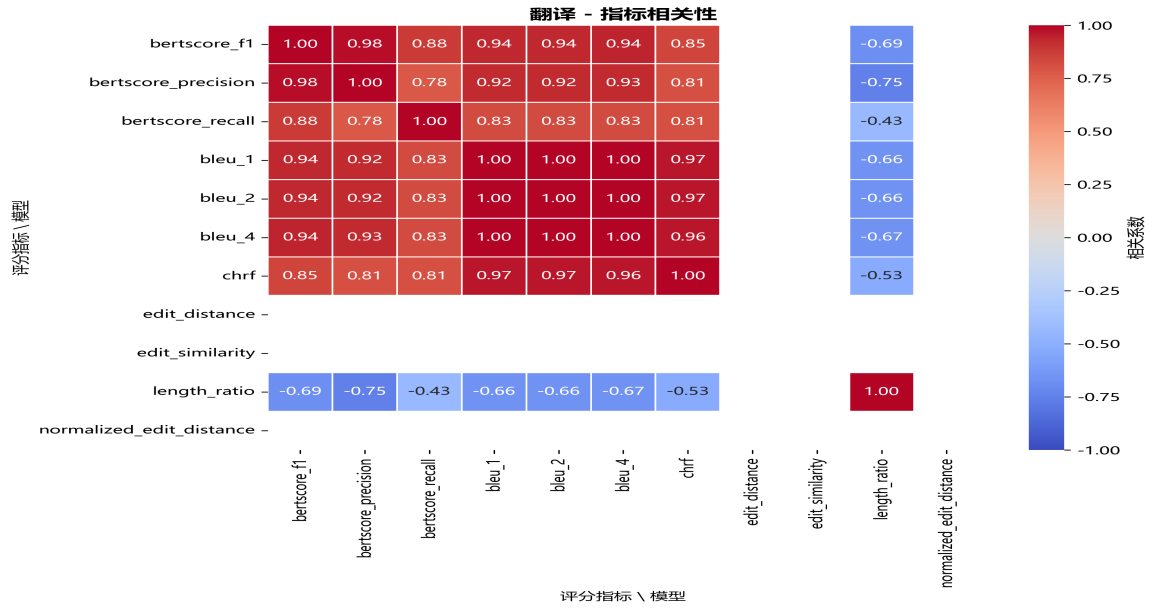 翻译 - 指标相关性
bertscore_f1 1.00 0.98 0.88 0.94 0.94 0.94 0.85 -0.69 1.00
bertscore_precision 0.98 1.00 0.78 0.92 0.92 0.93 0.81 -0.75 0.75
bertscore_recall 0.88 0.78 1.00 0.83 0.83 0.83 0.81 -0.43 0.50
bleu_1 0.94 0.92 0.83 1.00 1.00 1.00 0.97 -0.66 0.25
bleu_2 0.94 0.92 0.83 1.00 1.00 1.00 0.97 -0.66 0.00
bleu_4 0.94 0.93 0.83 1.00 1.00 1.00 0.96 -0.67 -0.25
chrf 0.85 0.81 0.81 0.97 0.97 0.96 1.00 -0.53
edit_distance -0.50
edit_similarity
length_ratio -0.69 -0.75 -0.43 -0.66 -0.66 -0.67 -0.53 1.00 -0.75
normalized_edit_distance -1.00
评分指标 \ 模型
相关系数
bertscore_f1
bertscore_precision
bertscore_recall
bleu_1
bleu_2
bleu_4
chrf
edit_distance
edit_similarity
length_ratio
normalized_edit_distance
评分指标 \ 模型